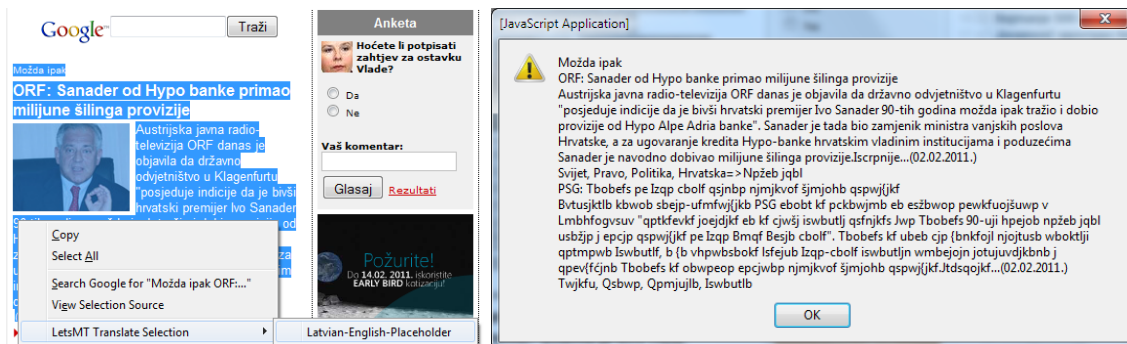 Google
Traži
Možda ipak
ORF: Sanader od Hypo banke primao
milijune šilinga provizije
Austrijska javna radio-
televizija ORF danas je
objavila da državno
odvjetništvo u Klagenfurtu
"posjeduje indicije da je bivši
hrvatski premijer Ivo Sanader
od
Copy
Select All
Search Google for "Možda ipak ORF:..."
View Selection Source
LetsMT Translate Selection
Latvian-English-Placeholder
Anketa
Hoćete li potpisati
zahtjev za ostavku
Vlade?
Da
Ne
Vaš komentar:
Glasaj Rezultati
Požurite!
Do 14.02. 2011. iskoristite
EARLY BIRD kotizaciju!
[JavaScript Application]
Možda ipak
ORF: Sanader od Hypo banke primao milijune šilinga provizije
Austrijska javna radio-televizija ORF danas je objavila da državno odvjetništvo u Klagenfurtu
"posjeduje indicije da je bivši hrvatski premijer Ivo Sanader 90-tih godina možda ipak tražio i dobio
provizije od Hypo Alpe Adria banke". Sanader je tada bio zamjenik ministra vanjskih poslova
Hrvatske, a za ugovaranje kredita Hypo-banke hrvatskim vladinim institucijama i poduzećima
Sanader je navodno dobivao milijune šilinga provizije.Iscrpnije...(02.02.2011.)
Svijet, Pravo, Politika, Hrvatska=>Npžeb jqbl
PSG: Tbobefs pe Izqp cbolf qsjnbp njmjkvof šjmjohb qspwj{jkf
Bvtusjktlb kbwob sbejp-ufmfwj{jkb PSG ebobt kf pckbwjmb eb esžbwop pewkfuojšuwp v
Lmbhfogvsuv "qptkfevkf joejdjkf eb kf cjwšj iswbutlj qsfnjkfs Jwp Tbobefs 90-uji hpejob npžeb jqbl
usbžjp j epcjp qspwj{jkf pe Izqp Bmqf Besjb cbolf". Tbobefs kf ubeb cjp {bnkfojl njojtusb wboktlji
qptmpwb Iswbutlf, b {b vhpwbsbokf lsfejub Izqp-cbolf iswbutljn wmbejojn jotujuvdjkbnb j
qpev{fćjnb Tbobefs kf obwpeop epcjwbp njmjkvof šjmjohb qspwj{jkf.Jtdsqojkf...(02.02.2011.)
Twjkfu, Qsbwp, Qpmjujlb, Iswbutlb
OK